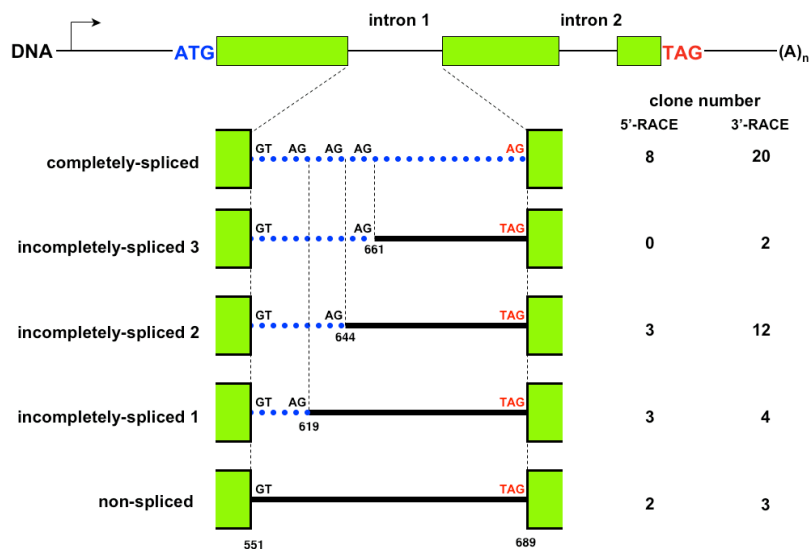 intron 1 intron 2
DNA ATG TAG (A)n
clone number
5'-RACE 3'-RACE
GT AG AG AG AG
completely-spliced 8 20
GT AG TAG
incompletely-spliced 3 0 2
661
GT AG TAG
incompletely-spliced 2 3 12
644
GT AG TAG
incompletely-spliced 1 3 4
619
GT TAG
non-spliced 2 3
551 689